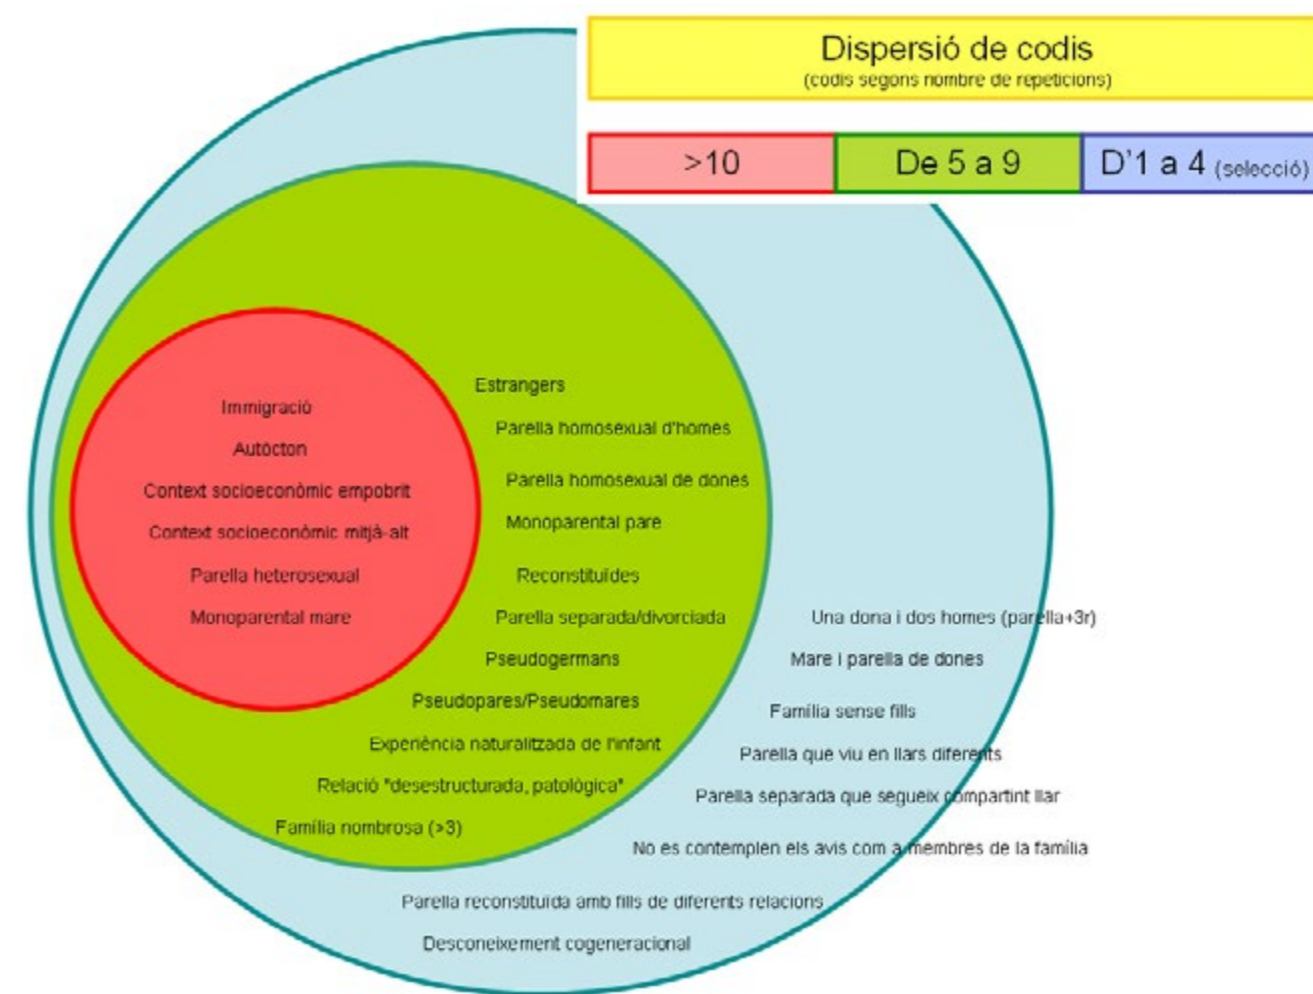 Dispersió de codis
(codis segons nombre de repeticions)
>10
De 5 a 9
D'1 a 4 (selecció)
Immigració
Autòcton
Context socioeconòmic empobrit
Context socioeconòmic mitjà-alt
Parella heterosexual
Monoparental mare
Estrangers
Parella homosexual d'homes
Parella homosexual de dones
Monoparental pare
Reconstituïdes
Parella separada/divorciada
Pseudogermans
Pseudopares/Pseudomares
Experiència naturalitzada de l'infant
Relació "desestructurada, patològica"
Família nombrosa (>3)
Una dona i dos homes (parella+3r)
Mare i parella de dones
Família sense fills
Parella que viu en llars diferents
Parella separada que segueix compartint llar
No es contemplen els avis com a membres de la família
Parella reconstituïda amb fills de diferents relacions
Desconeixement cogeneracional